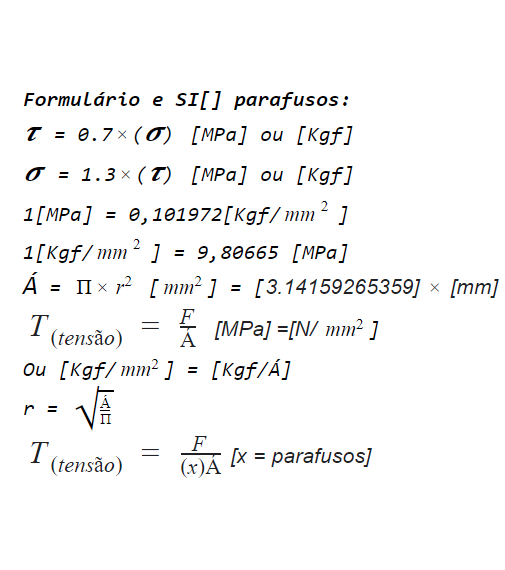 Formulário e SI[] parafusos:
𝝉 = 0.7×(𝝈) [MPa] ou [Kgf]
𝝈 = 1.3×(𝝉) [MPa] ou [Kgf]
1[MPa] = 0,101972[Kgf/mm²]
1[Kgf/mm²] = 9,80665 [MPa]
Á = Π × r² [mm²] = [3.14159265359] × [mm]
T(tensão) = F/Á [MPa] =[N/mm²]
Ou [Kgf/mm²] = [Kgf/Á]
r = √(Á/Π)
T(tensão) = F/(x)Á [x = parafusos]